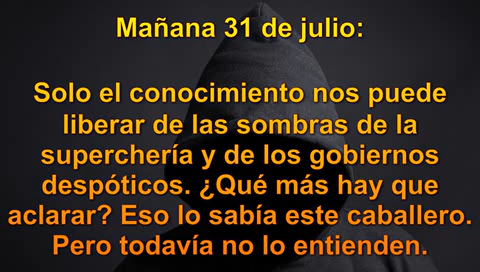 Mañana 31 de julio:
Solo el conocimiento nos puede
liberar de las sombras de la
superchería y de los gobiernos
despóticos. ¿Qué más hay que
aclarar? Eso lo sabía este caballero.
Pero todavía no lo entienden.